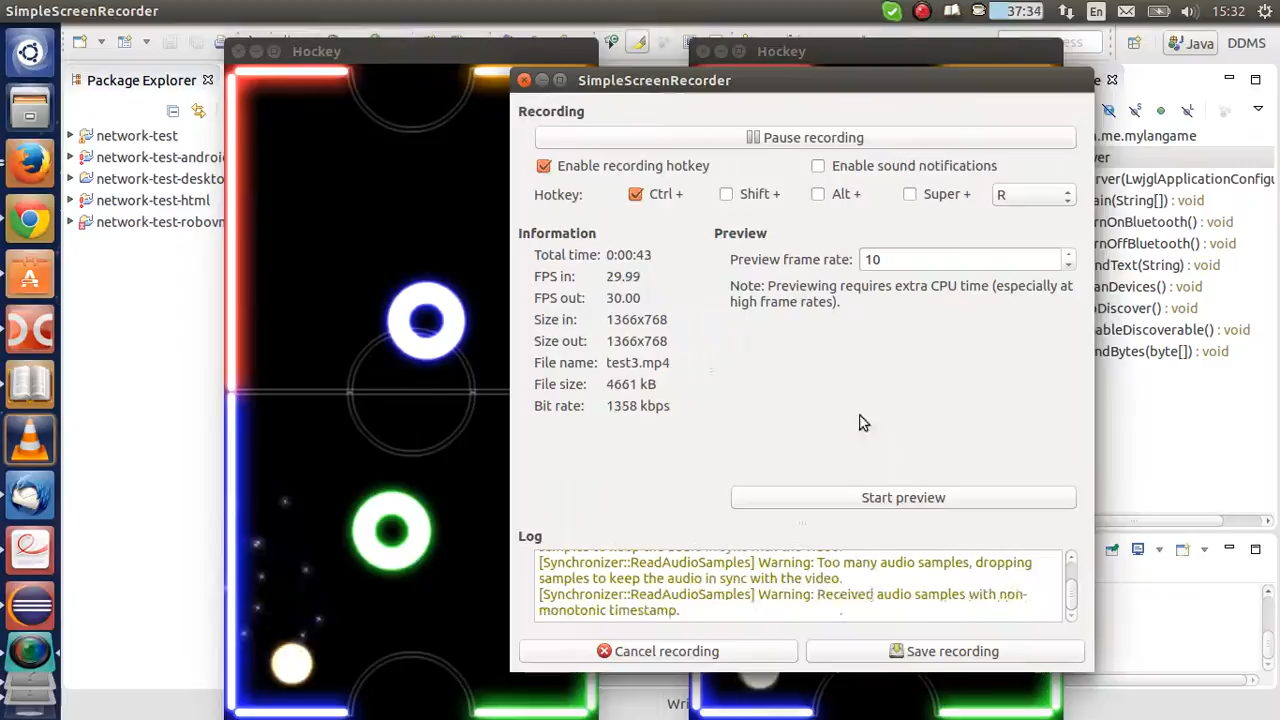 SimpleScreenRecorder
37:34
En
15:32
Hockey
Hockey
Java
DDMS
Package Explorer
SimpleScreenRecorder
Recording
Pause recording
Enable recording hotkey
Enable sound notifications
Hotkey:
Ctrl +
Shift +
Alt +
Super +
R
Information
Total time: 0:00:43
FPS in: 29.99
FPS out: 30.00
Size in: 1366x768
Size out: 1366x768
File name: test3.mp4
File size: 4661 kB
Bit rate: 1358 kbps
Preview
Preview frame rate: 10
Note: Previewing requires extra CPU time (especially at
high frame rates).
Start preview
Log
[Synchronizer::ReadAudioSamples] Warning: Too many audio samples, dropping
samples to keep the audio in sync with the video.
[Synchronizer::ReadAudioSamples] Warning: Received audio samples with non-
monotonic timestamp.
Cancel recording
Save recording
network-test
network-test-android
network-test-deskto
network-test-html
network-test-robovm
a.me.mylangame
ver
erver(LwjglApplicationConfigu
ain(String[]) : void
rnOnBluetooth() : void
rnOffBluetooth() : void
ndText(String) : void
anDevices() : void
oDiscover() : void
ableDiscoverable() : void
ndBytes(byte[]) : void
Wri